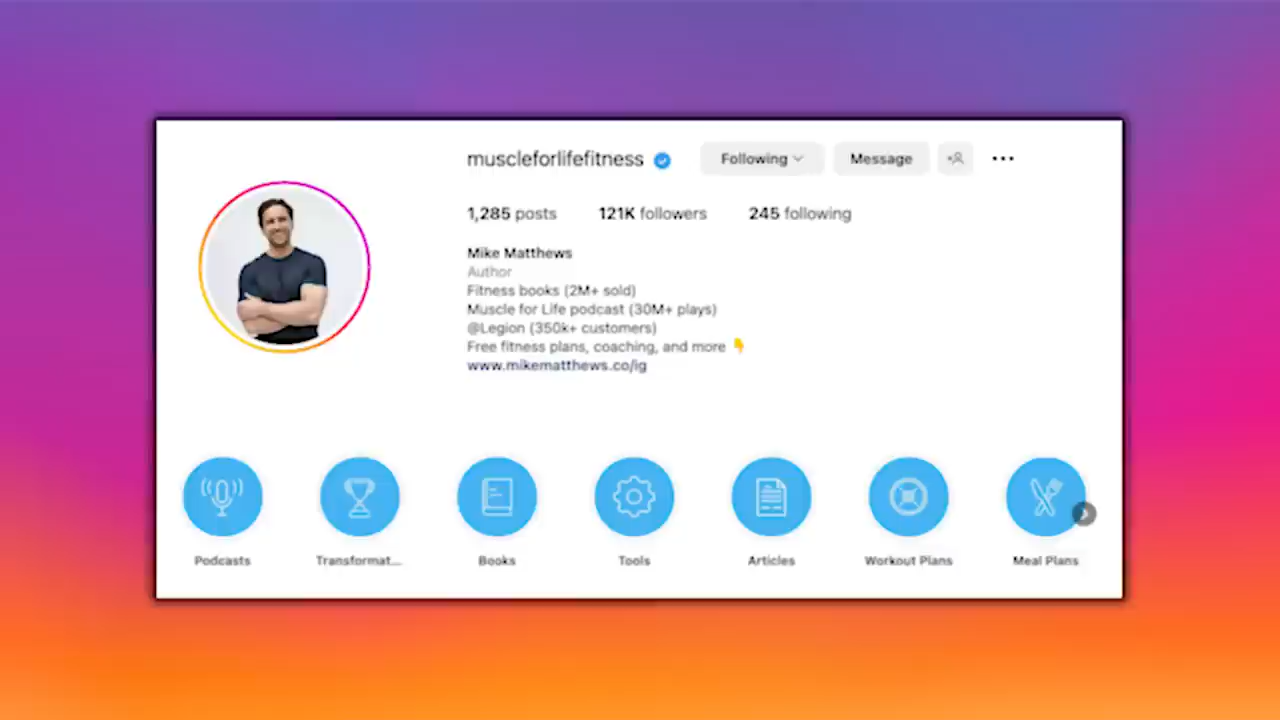 muscleforlifefitness Following Message
1,285 posts 121K followers 245 following
Mike Matthews
Author
Fitness books (2M+ sold)
Muscle for Life podcast (30M+ plays)
@Legion (350k+ customers)
Free fitness plans, coaching, and more 👇
www.mikematthews.co/ig
Podcasts Transformat... Books Tools Articles Workout Plans Meal Plans